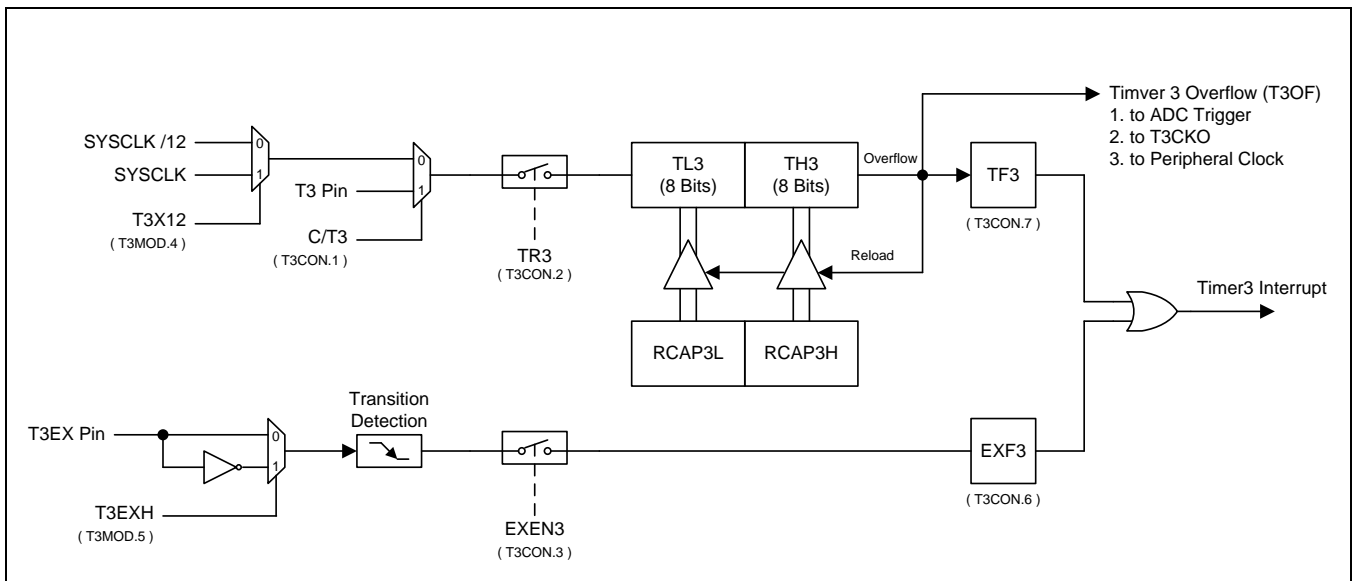 Timver 3 Overflow (T3OF)
1. to ADC Trigger
2. to T3CKO
3. to Peripheral Clock
SYSCLK /12
0
SYSCLK
1
0
T3 Pin
1
TL3
(8 Bits)
TH3
(8 Bits)
Overflow
TF3
T3X12
( T3MOD.4 )
C/T3
( T3CON.1 )
TR3
( T3CON.2 )
( T3CON.7 )
Reload
Timer3 Interrupt
RCAP3L
RCAP3H
Transition
Detection
T3EX Pin
0
1
EXF3
T3EXH
( T3MOD.5 )
EXEN3
( T3CON.3 )
( T3CON.6 )